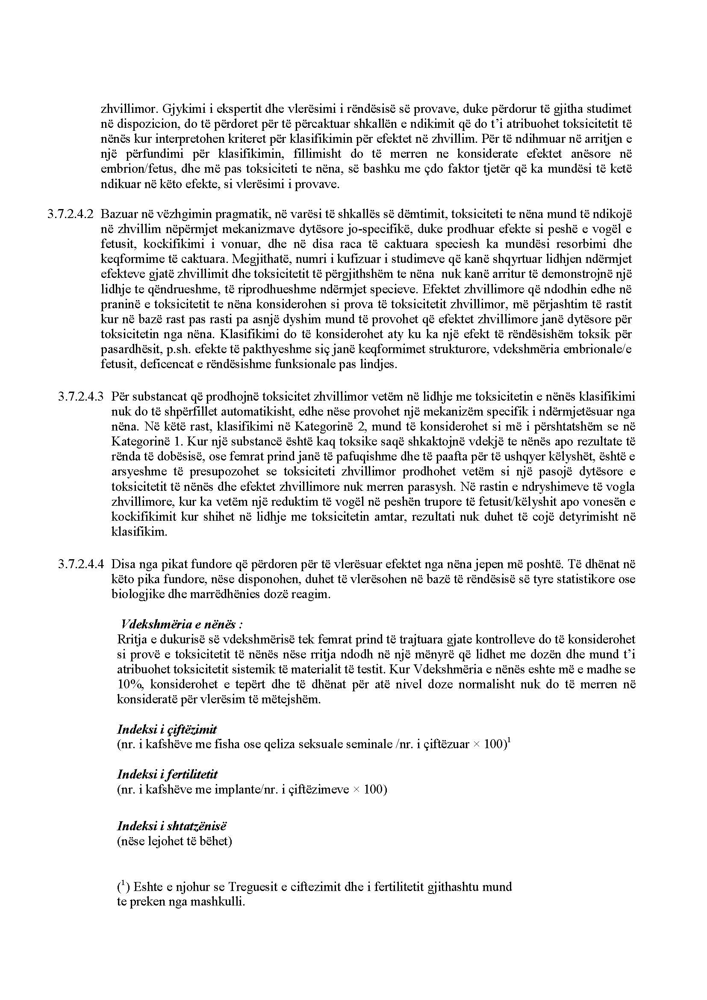 zhvillimor. Gjykimi i ekspertit dhe vlerësimi i rëndësisë së provave, duke përdorur të gjitha studimet
në dispozicion, do të përdoret për të përcaktuar shkallën e ndikimit që do t’i atribuohet toksicitetit të
nënës kur interpretohen kriteret për klasifikimin për efektet në zhvillim. Për të ndihmuar në arritjen e
një përfundimi për klasifikimin, fillimisht do të merren ne konsiderate efektet anësore në
embrion/fetus, dhe më pas toksiciteti te nëna, së bashku me çdo faktor tjetër që ka mundësi të ketë
ndikuar në këto efekte, si vlerësimi i provave.
3.7.2.4.2 Bazuar në vëzhgimin pragmatik, në varësi të shkallës së dëmtimit, toksiciteti te nëna mund të ndikojë
në zhvillim nëpërmjet mekanizmave dytësore jo-specifikë, duke prodhuar efekte si peshë e vogël e
fetusit, kockifikimi i vonuar, dhe në disa raca të caktuara speciesh ka mundësi resorbimi dhe
keqformime të caktuara. Megjithatë, numri i kufizuar i studimeve që kanë shqyrtuar lidhjen ndërmjet
efekteve gjatë zhvillimit dhe toksicitetit të përgjithshëm te nëna  nuk kanë arritur të demonstrojnë një
lidhje te qëndrueshme, të riprodhueshme ndërmjet specieve. Efektet zhvillimore që ndodhin edhe në
praninë e toksicitetit te nëna konsiderohen si prova të toksicitetit zhvillimor, më përjashtim të rastit
kur në bazë rast pas rasti pa asnjë dyshim mund të provohet që efektet zhvillimore janë dytësore për
toksicitetin nga nëna. Klasifikimi do të konsiderohet aty ku ka një efekt të rëndësishëm toksik për
pasardhësit, p.sh. efekte të pakthyeshme siç janë keqformimet strukturore, vdekshmëria embrionale/e
fetusit, deficencat e rëndësishme funksionale pas lindjes.
3.7.2.4.3 Për substancat që prodhojnë toksicitet zhvillimor vetëm në lidhje me toksicitetin e nënës klasifikimi
nuk do të shpërfillet automatikisht, edhe nëse provohet një mekanizëm specifik i ndërmjetësuar nga
nëna. Në këtë rast, klasifikimi në Kategorinë 2, mund të konsiderohet si më i përshtatshëm se në
Kategorinë 1. Kur një substancë është kaq toksike saqë shkaktojnë vdekjë te nënës apo rezultate të
rënda të dobësisë, ose femrat prind janë të pafuqishme dhe të paafta për të ushqyer këlyshët, është e
arsyeshme të presupozohet se toksiciteti zhvillimor prodhohet vetëm si një pasojë dytësore e
toksicitetit të nënës dhe efektet zhvillimore nuk merren parasysh. Në rastin e ndryshimeve të vogla
zhvillimore, kur ka vetëm një reduktim të vogël në peshën trupore të fetusit/këlyshit apo vonesën e
kockifikimit kur shihet në lidhje me toksicitetin amtar, rezultati nuk duhet të cojë detyrimisht në
klasifikim.
3.7.2.4.4 Disa nga pikat fundore që përdoren për të vlerësuar efektet nga nëna jepen më poshtë. Të dhënat në
këto pika fundore, nëse disponohen, duhet të vlerësohen në bazë të rëndësisë së tyre statistikore ose
biologjike dhe marrëdhënies dozë reagim.
Vdekshmëria e nënës :
Rritja e dukurisë së vdekshmërisë tek femrat prind të trajtuara gjate kontrolleve do të konsiderohet
si provë e toksicitetit të nënës nëse rritja ndodh në një mënyrë që lidhet me dozën dhe mund t’i
atribuohet toksicitetit sistemik të materialit të testit. Kur Vdekshmëria e nënës eshte më e madhe se
10%, konsiderohet e tepërt dhe të dhënat për atë nivel doze normalisht nuk do të merren në
konsideratë për vlerësim të mëtejshëm.
Indeksi i çiftëzimit
(nr. i kafshëve me fisha ose qeliza seksuale seminale /nr. i çiftëzuar × 100)¹
Indeksi i fertilitetit
(nr. i kafshëve me implante/nr. i çiftëzimeve × 100)
Indeksi i shtatzënisë
(nëse lejohet të bëhet)
(¹) Eshte e njohur se Treguesit e ciftezimit dhe i fertilitetit gjithashtu mund
te preken nga mashkulli.